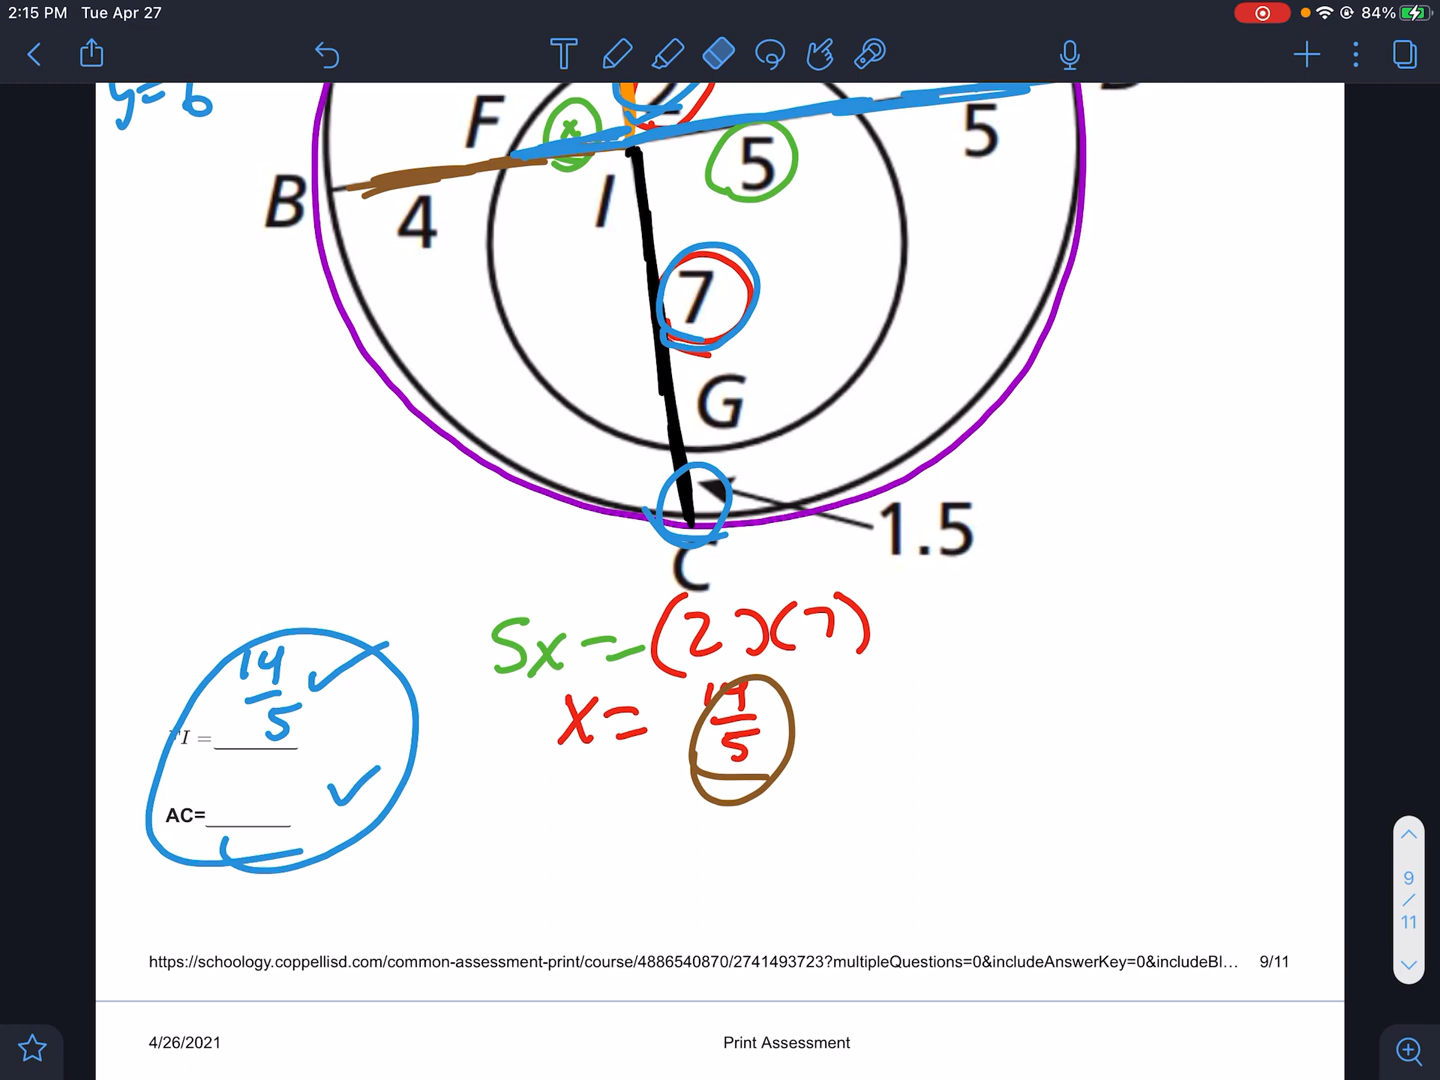 2:15 PM Tue Apr 27
84%
y= 6
F
x
5
5
B
4
I
7
G
1.5
C
5x = (2)(7)
x = 14/5
14/5
I =
AC=
9
/
11
https://schoology.coppellisd.com/common-assessment-print/course/4886540870/2741493723?multipleQuestions=0&includeAnswerKey=0&includeBl... 9/11
4/26/2021 Print Assessment